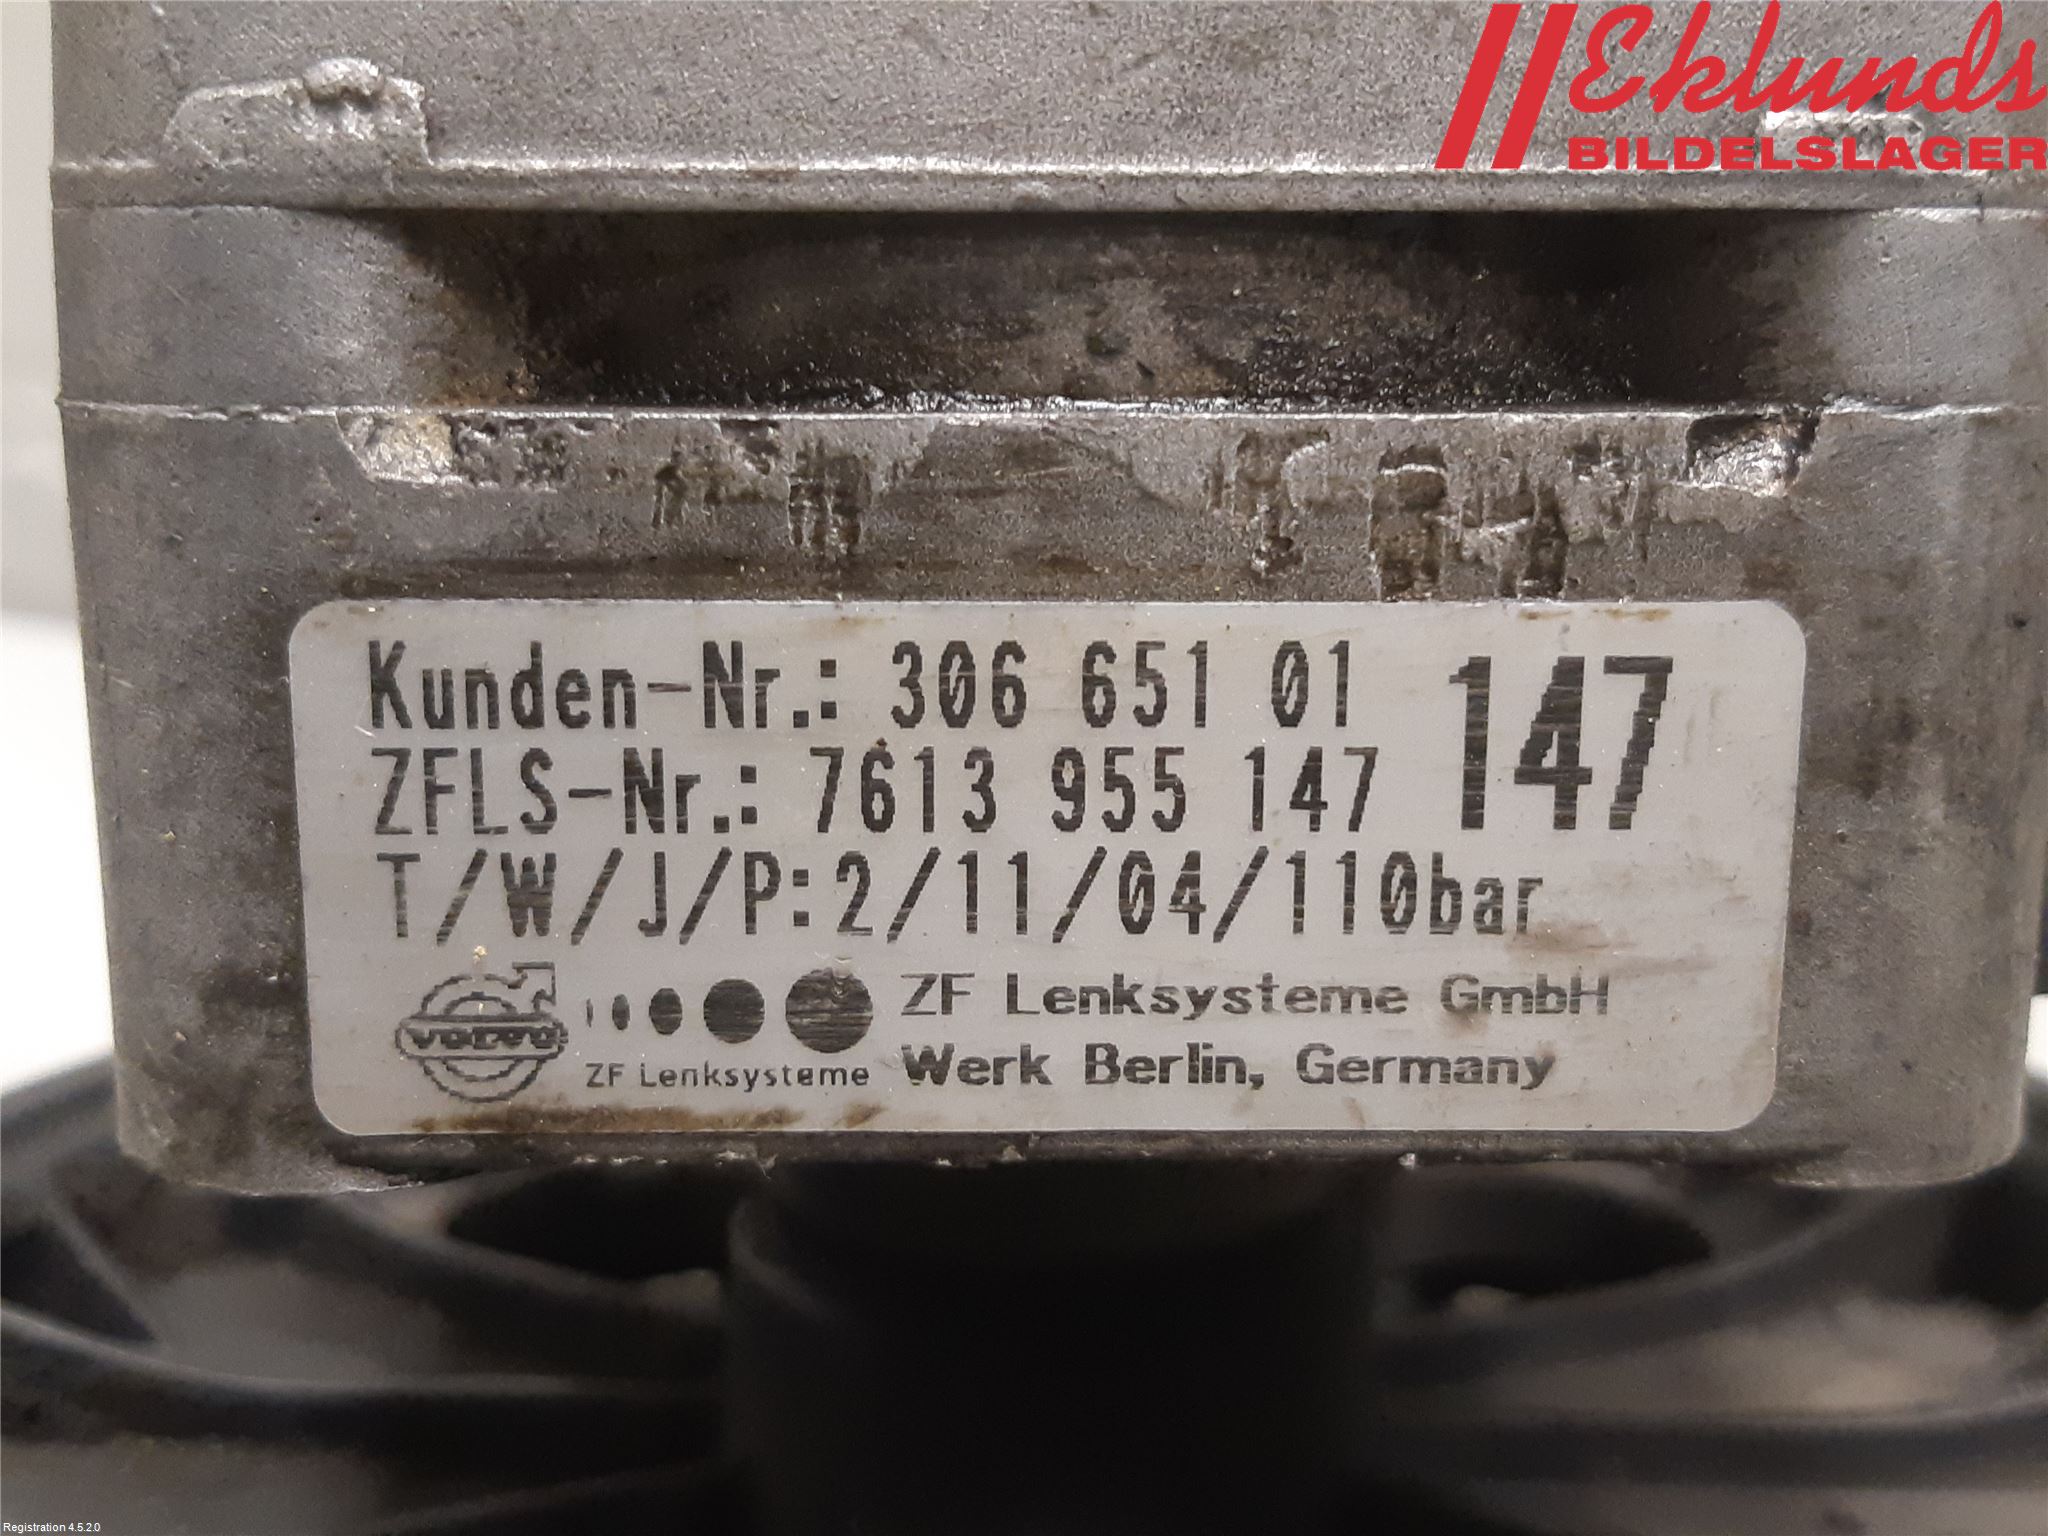 Eklunds
BILDELSLAGER
Kunden-Nr.: 306 651 01
147
ZFLS-Nr.: 7613 955 147
T/W/J/P:2/11/04/110bar
VOLVO
ZF Lenksysteme
ZF Lenksysteme GmbH
Werk Berlin, Germany
Registration 4.5.2.0